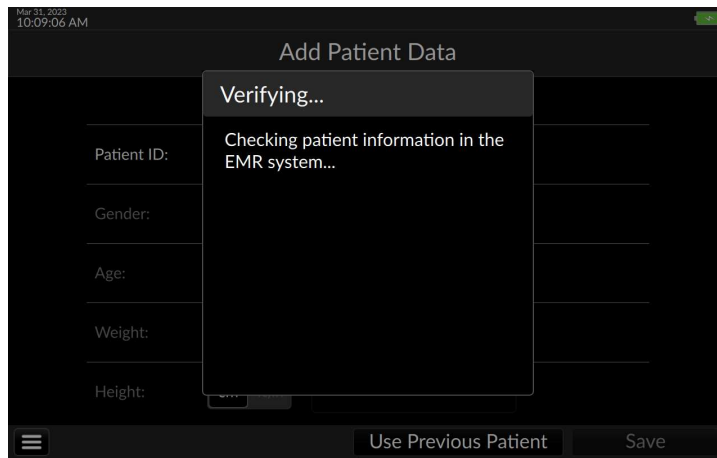 Mar 31, 2023
10:09:06 AM
Add Patient Data
Verifying...
Checking patient information in the
EMR system...
Patient ID:
Gender:
Age:
Weight:
Height:
cm
Use Previous Patient
Save